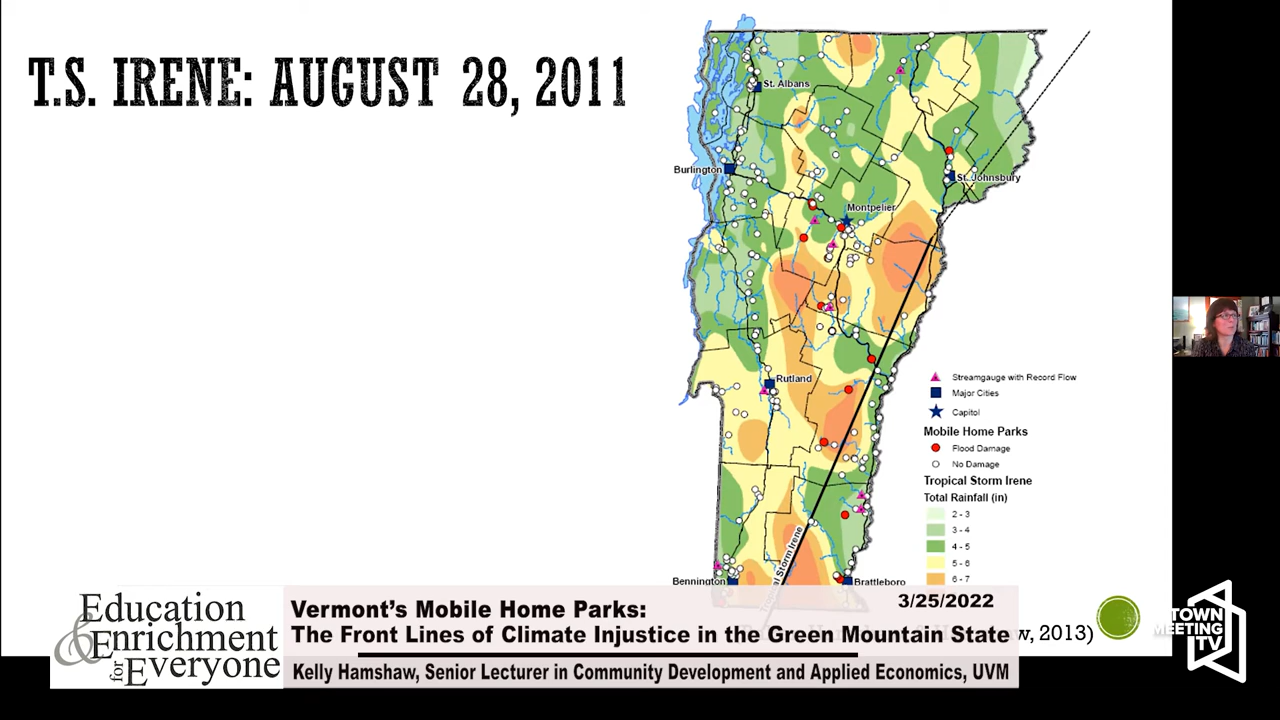 T.S. IRENE: AUGUST 28, 2011
St. Albans
Burlington
St. Johnsbury
Montpelier
Rutland
Streamgauge with Record Flow
Major Cities
Capitol
Mobile Home Parks
Flood Damage
No Damage
Tropical Storm Irene
Total Rainfall (in)
2 - 3
3 - 4
4 - 5
5 - 6
6 - 7
Storm Irene
Bennington
Brattleboro
w, 2013)
Education
& Enrichment
for Everyone
Vermont's Mobile Home Parks:
3/25/2022
The Front Lines of Climate Injustice in the Green Mountain State
Kelly Hamshaw, Senior Lecturer in Community Development and Applied Economics, UVM
TOWN
MEETING
TV